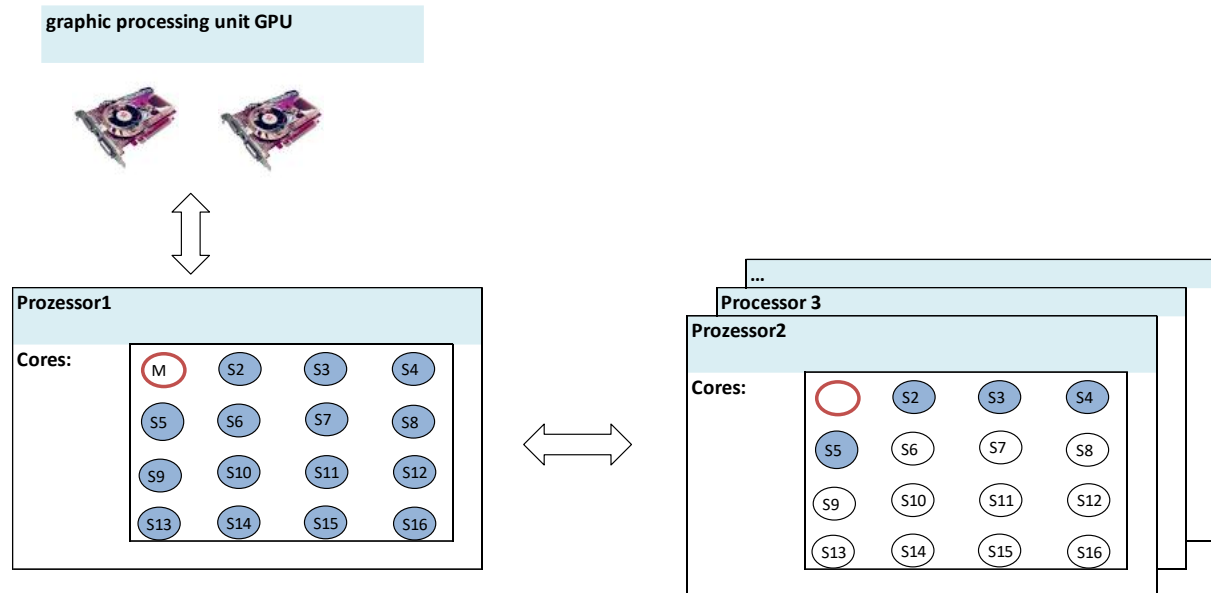 graphic processing unit GPU
Prozessor1
Cores:
M S2 S3 S4
S5 S6 S7 S8
S9 S10 S11 S12
S13 S14 S15 S16
...
Processor 3
Prozessor2
Cores:
S2 S3 S4
S5 S6 S7 S8
S9 S10 S11 S12
S13 S14 S15 S16